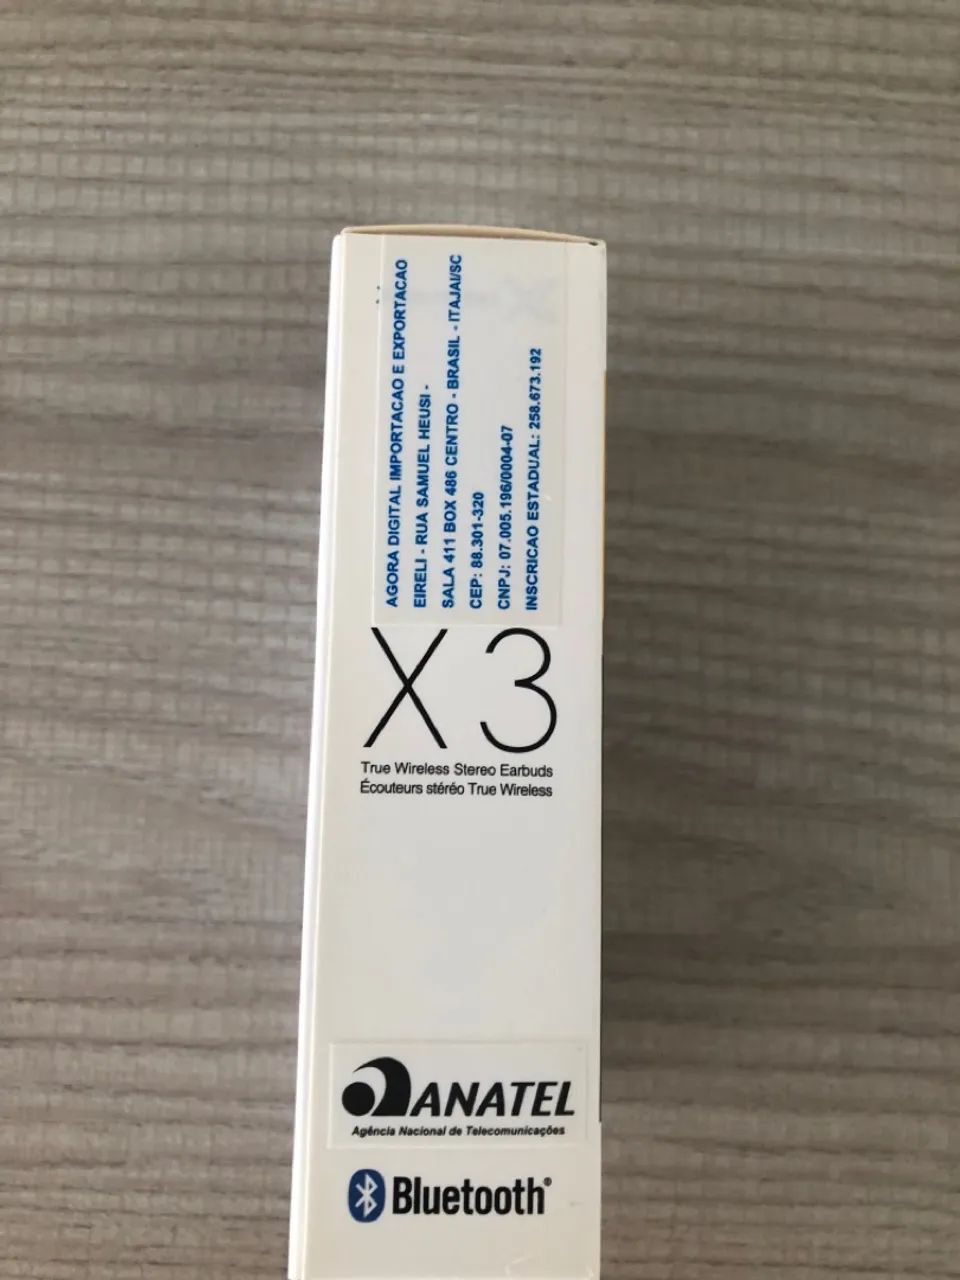 AGORA DIGITAL IMPORTACAO E EXPORTACAO
EIRELI - RUA SAMUEL HEUSI -
SALA 411 BOX 486 CENTRO - BRASIL - ITAJAI/SC
CEP: 88.301-320
CNPJ: 07.005.196/0004-07
INSCRICAO ESTADUAL: 258.673.192
X3
True Wireless Stereo Earbuds
Écouteurs stéréo True Wireless
ANATEL
Agência Nacional de Telecomunicações
Bluetooth®